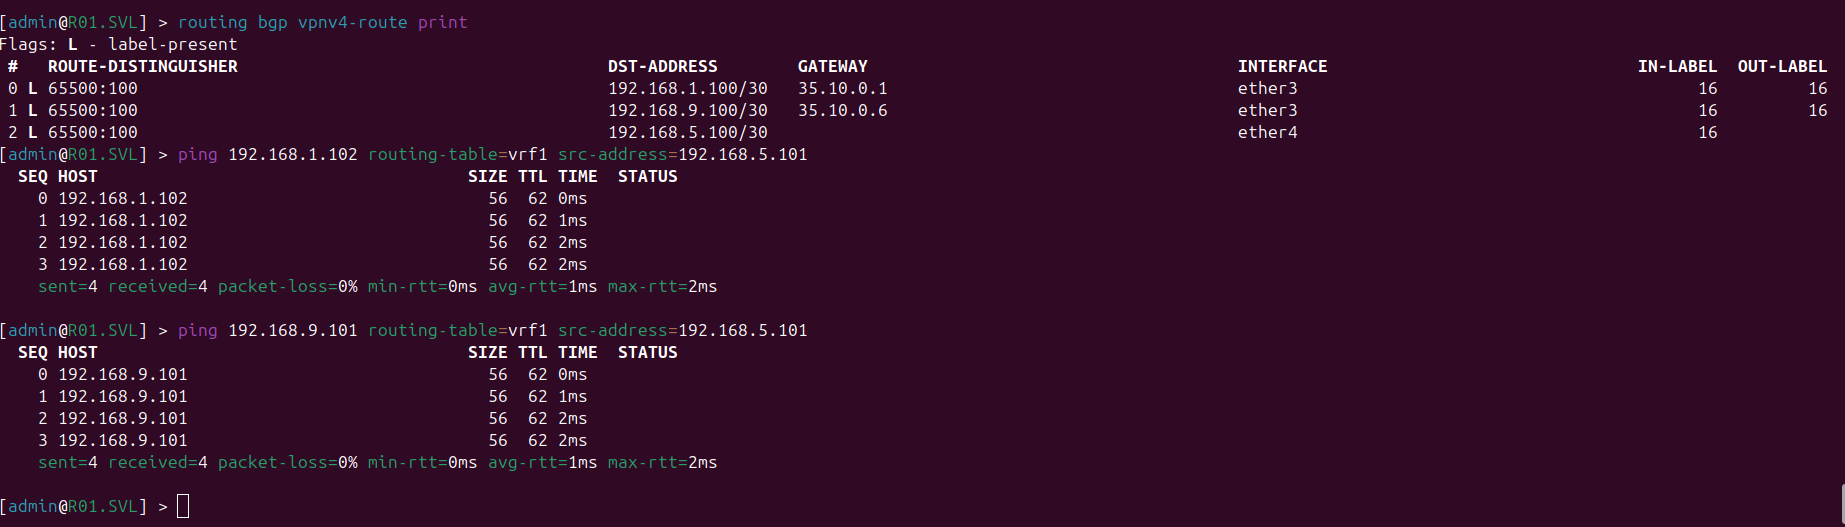 [admin@R01.SVL] > routing bgp vpnv4-route print
Flags: L - label-present
#   ROUTE-DISTINGUISHER   DST-ADDRESS   GATEWAY   INTERFACE   IN-LABEL   OUT-LABEL
0 L 65500:100   192.168.1.100/30   35.10.0.1   ether3   16   16
1 L 65500:100   192.168.9.100/30   35.10.0.6   ether3   16   16
2 L 65500:100   192.168.5.100/30   ether4   16
[admin@R01.SVL] > ping 192.168.1.102 routing-table=vrf1 src-address=192.168.5.101
SEQ HOST   SIZE TTL TIME STATUS
0 192.168.1.102   56 62 0ms
1 192.168.1.102   56 62 1ms
2 192.168.1.102   56 62 2ms
3 192.168.1.102   56 62 2ms
sent=4 received=4 packet-loss=0% min-rtt=0ms avg-rtt=1ms max-rtt=2ms
[admin@R01.SVL] > ping 192.168.9.101 routing-table=vrf1 src-address=192.168.5.101
SEQ HOST   SIZE TTL TIME STATUS
0 192.168.9.101   56 62 0ms
1 192.168.9.101   56 62 1ms
2 192.168.9.101   56 62 2ms
3 192.168.9.101   56 62 2ms
sent=4 received=4 packet-loss=0% min-rtt=0ms avg-rtt=1ms max-rtt=2ms
[admin@R01.SVL] >